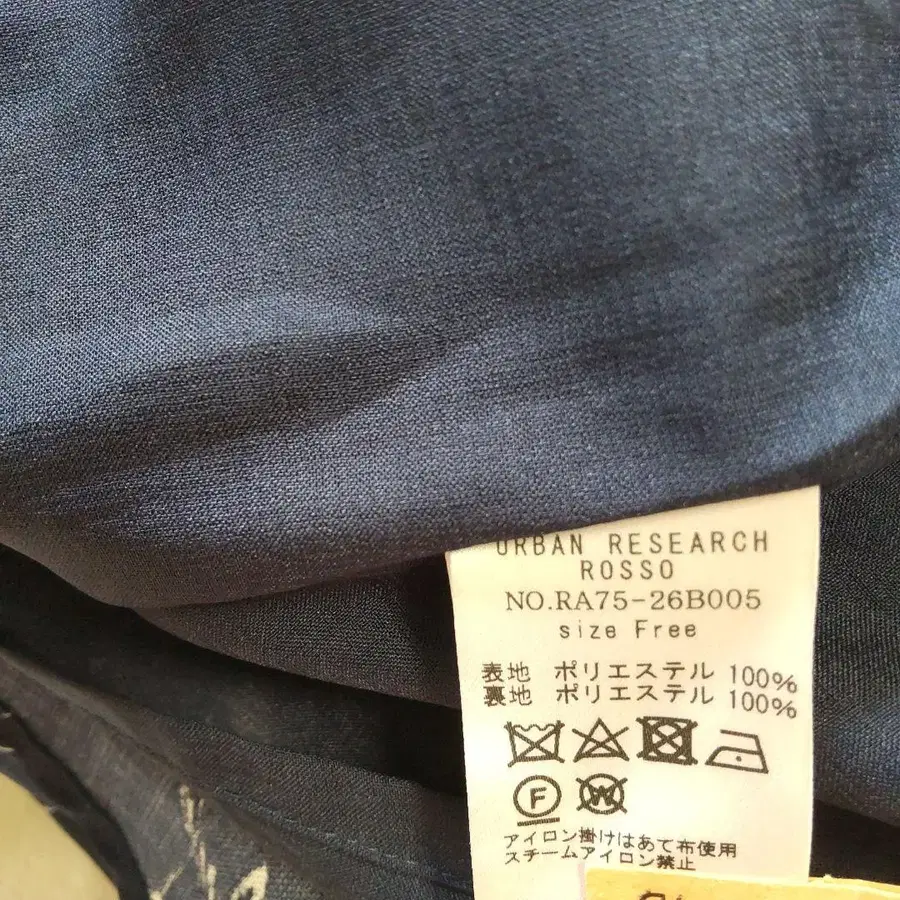 URBAN RESEARCH
ROSSO
NO.RA75-26B005
size Free
表地 ポリエステル 100%
裏地 ポリエステル 100%
F W
アイロン掛けはあて布使用
スチームアイロン禁止